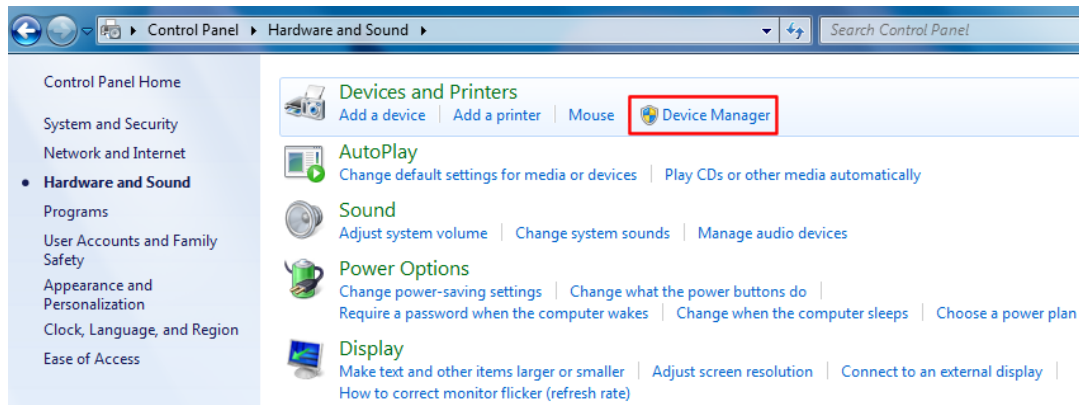 Control Panel Hardware and Sound
Search Control Panel
Control Panel Home
System and Security
Network and Internet
Hardware and Sound
Programs
User Accounts and Family
Safety
Appearance and
Personalization
Clock, Language, and Region
Ease of Access
Devices and Printers
Add a device Add a printer Mouse Device Manager
AutoPlay
Change default settings for media or devices Play CDs or other media automatically
Sound
Adjust system volume Change system sounds Manage audio devices
Power Options
Change power-saving settings Change what the power buttons do
Require a password when the computer wakes Change when the computer sleeps Choose a power plan
Display
Make text and other items larger or smaller Adjust screen resolution Connect to an external display
How to correct monitor flicker (refresh rate)